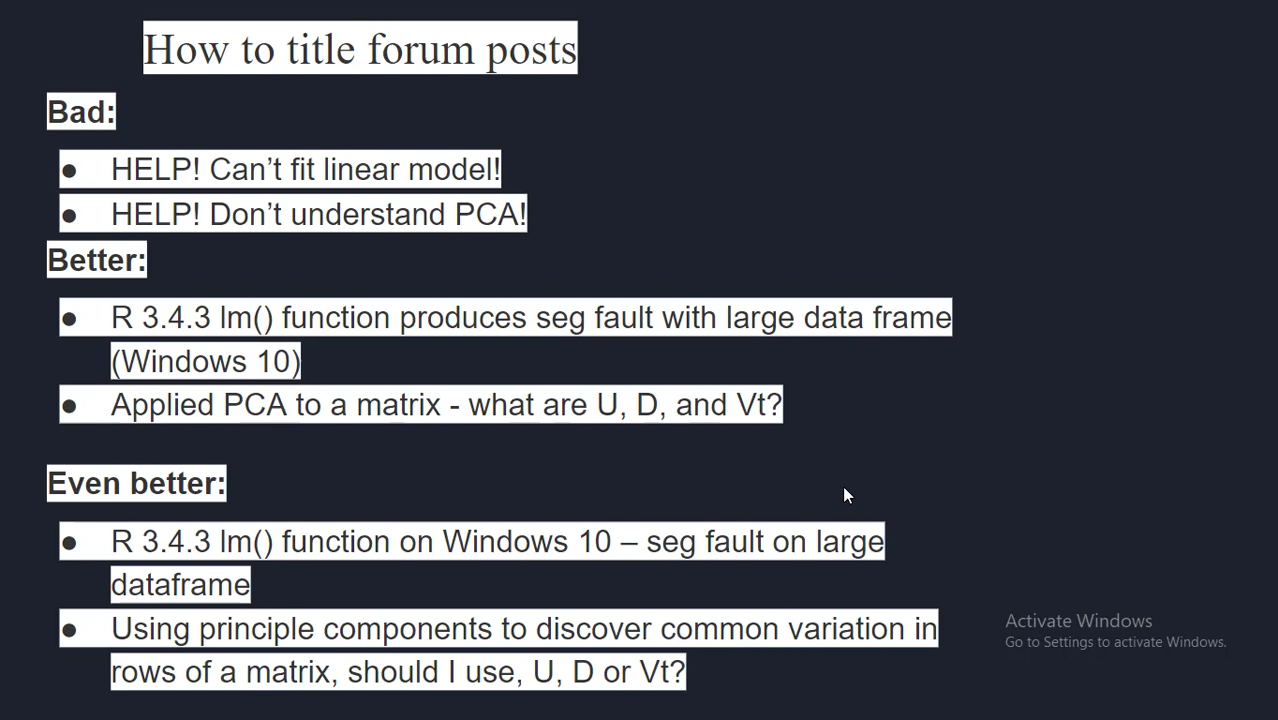 How to title forum posts
Bad:
● HELP! Can’t fit linear model!
● HELP! Don’t understand PCA!
Better:
● R 3.4.3 lm() function produces seg fault with large data frame
(Windows 10)
● Applied PCA to a matrix - what are U, D, and Vt?
Even better:
● R 3.4.3 lm() function on Windows 10 – seg fault on large
dataframe
● Using principle components to discover common variation in
rows of a matrix, should I use, U, D or Vt?
Activate Windows
Go to Settings to activate Windows.